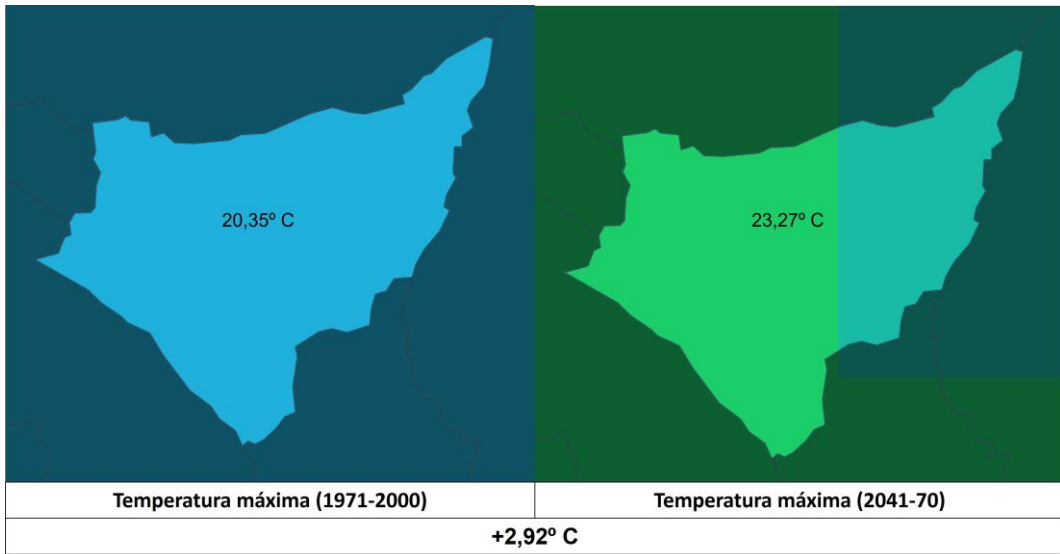 20,35º C
23,27º C
Temperatura máxima (1971-2000)
Temperatura máxima (2041-70)
+2,92º C